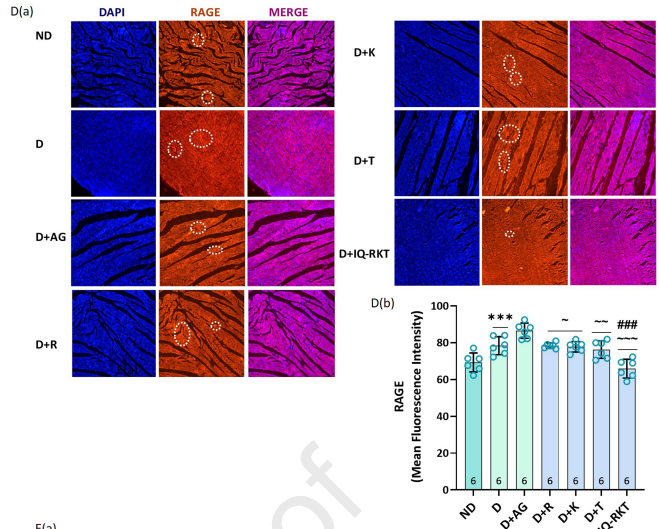 D(a)
DAPI RAGE MERGE
ND
D
D+AG
D+R
D+K
D+T
D+IQ-RKT
D(b)
RAGE
(Mean Fluorescence Intensity)
100
80
60
40
20
0
*** ~ ~~ ###
~~~
6 6 6 6 6 6 6
ND D D+AG D+R D+K D+T IQ-RKT
of
E(a)